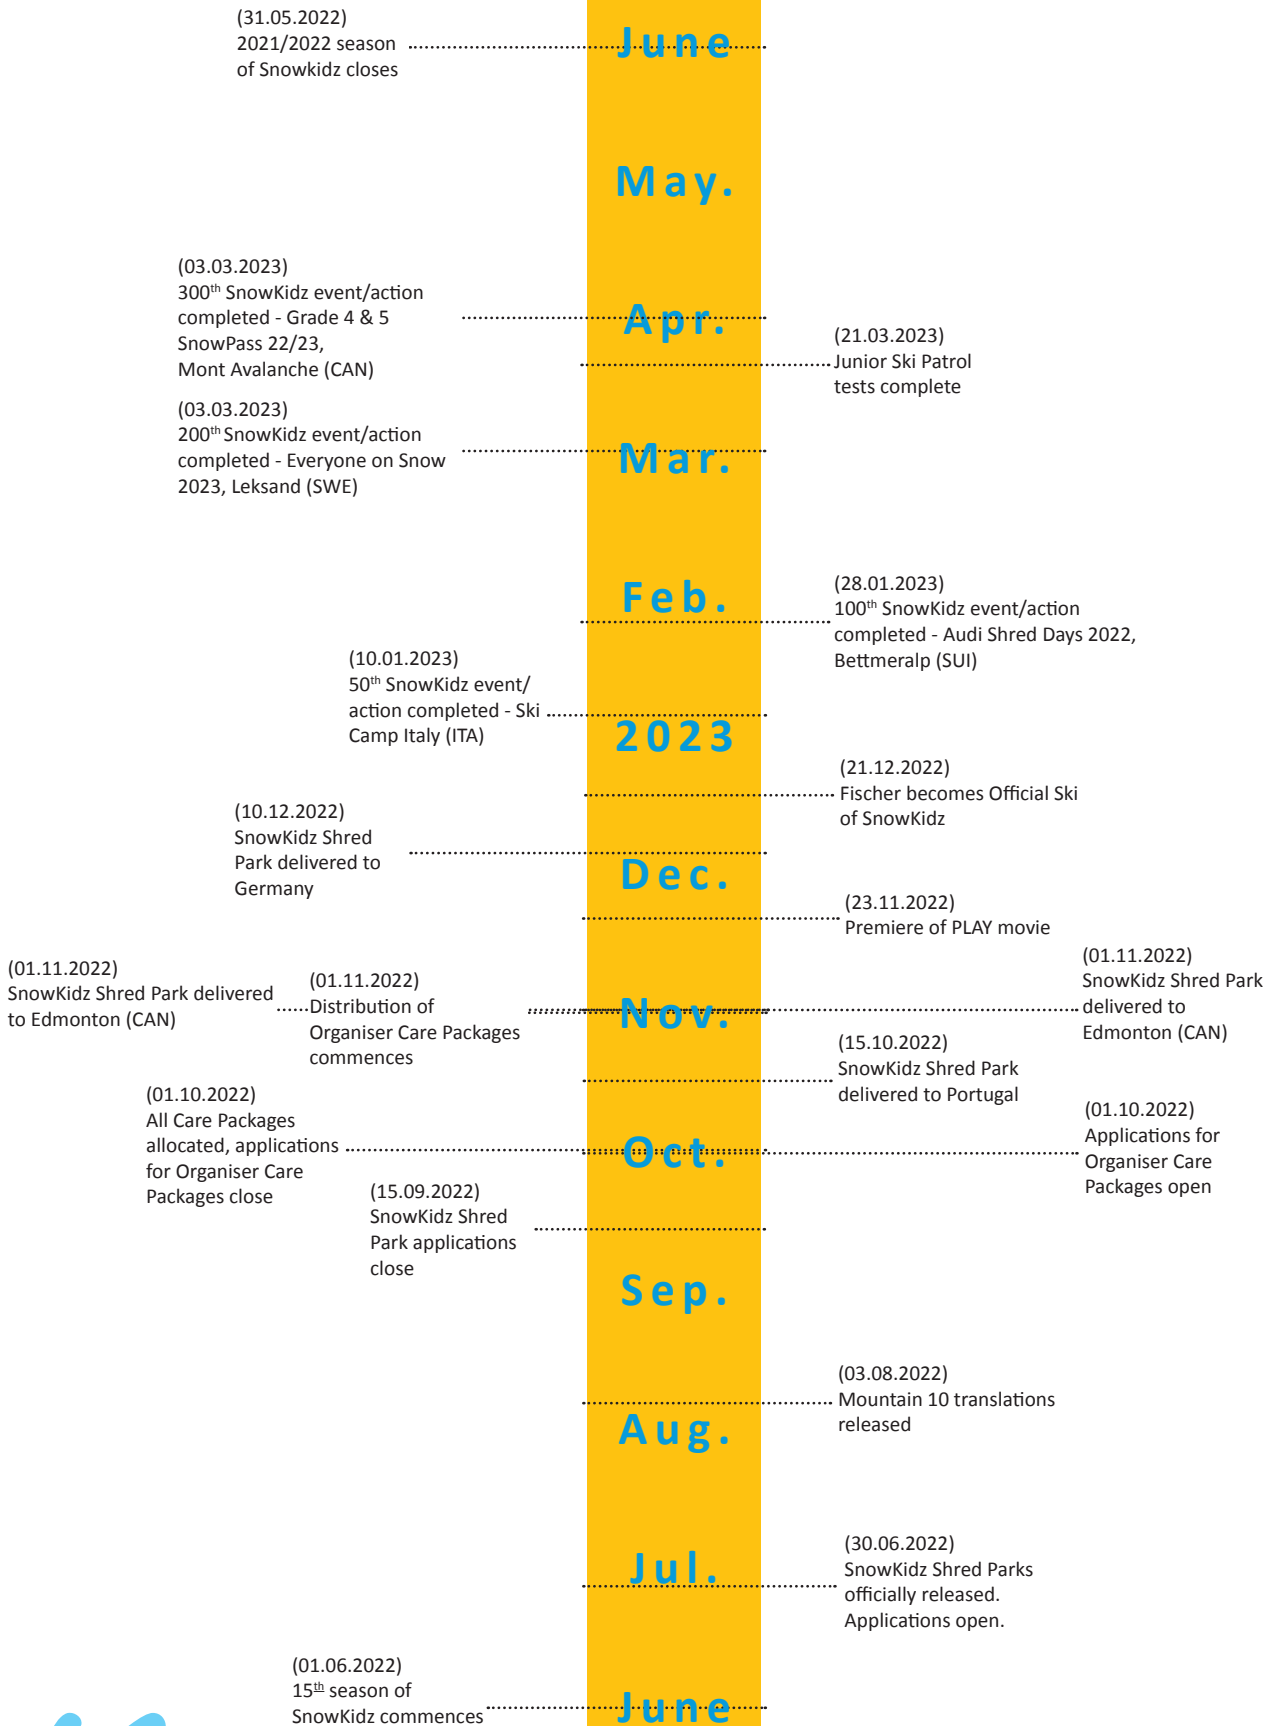 (31.05.2022)
2021/2022 season
of Snowkidz closes
June
May.
(03.03.2023)
300th SnowKidz event/action
completed - Grade 4 & 5
SnowPass 22/23,
Mont Avalanche (CAN)
Apr.
(21.03.2023)
Junior Ski Patrol
tests complete
(03.03.2023)
200th SnowKidz event/action
completed - Everyone on Snow
2023, Leksand (SWE)
Mar.
Feb.
(28.01.2023)
100th SnowKidz event/action
completed - Audi Shred Days 2022,
Bettmeralp (SUI)
(10.01.2023)
50th SnowKidz event/
action completed - Ski
Camp Italy (ITA)
2023
(21.12.2022)
Fischer becomes Official Ski
of SnowKidz
(10.12.2022)
SnowKidz Shred
Park delivered to
Germany
Dec.
(23.11.2022)
Premiere of PLAY movie
(01.11.2022)
SnowKidz Shred Park delivered
to Edmonton (CAN)
(01.11.2022)
Distribution of
Organiser Care Packages
commences
Nov.
(01.11.2022)
SnowKidz Shred Park
delivered to
Edmonton (CAN)
(15.10.2022)
SnowKidz Shred Park
delivered to Portugal
(01.10.2022)
All Care Packages
allocated, applications
for Organiser Care
Packages close
Oct.
(01.10.2022)
Applications for
Organiser Care
Packages open
(15.09.2022)
SnowKidz Shred
Park applications
close
Sep.
(03.08.2022)
Mountain 10 translations
released
Aug.
Jul.
(30.06.2022)
SnowKidz Shred Parks
officially released.
Applications open.
(01.06.2022)
15th season of
SnowKidz commences
June